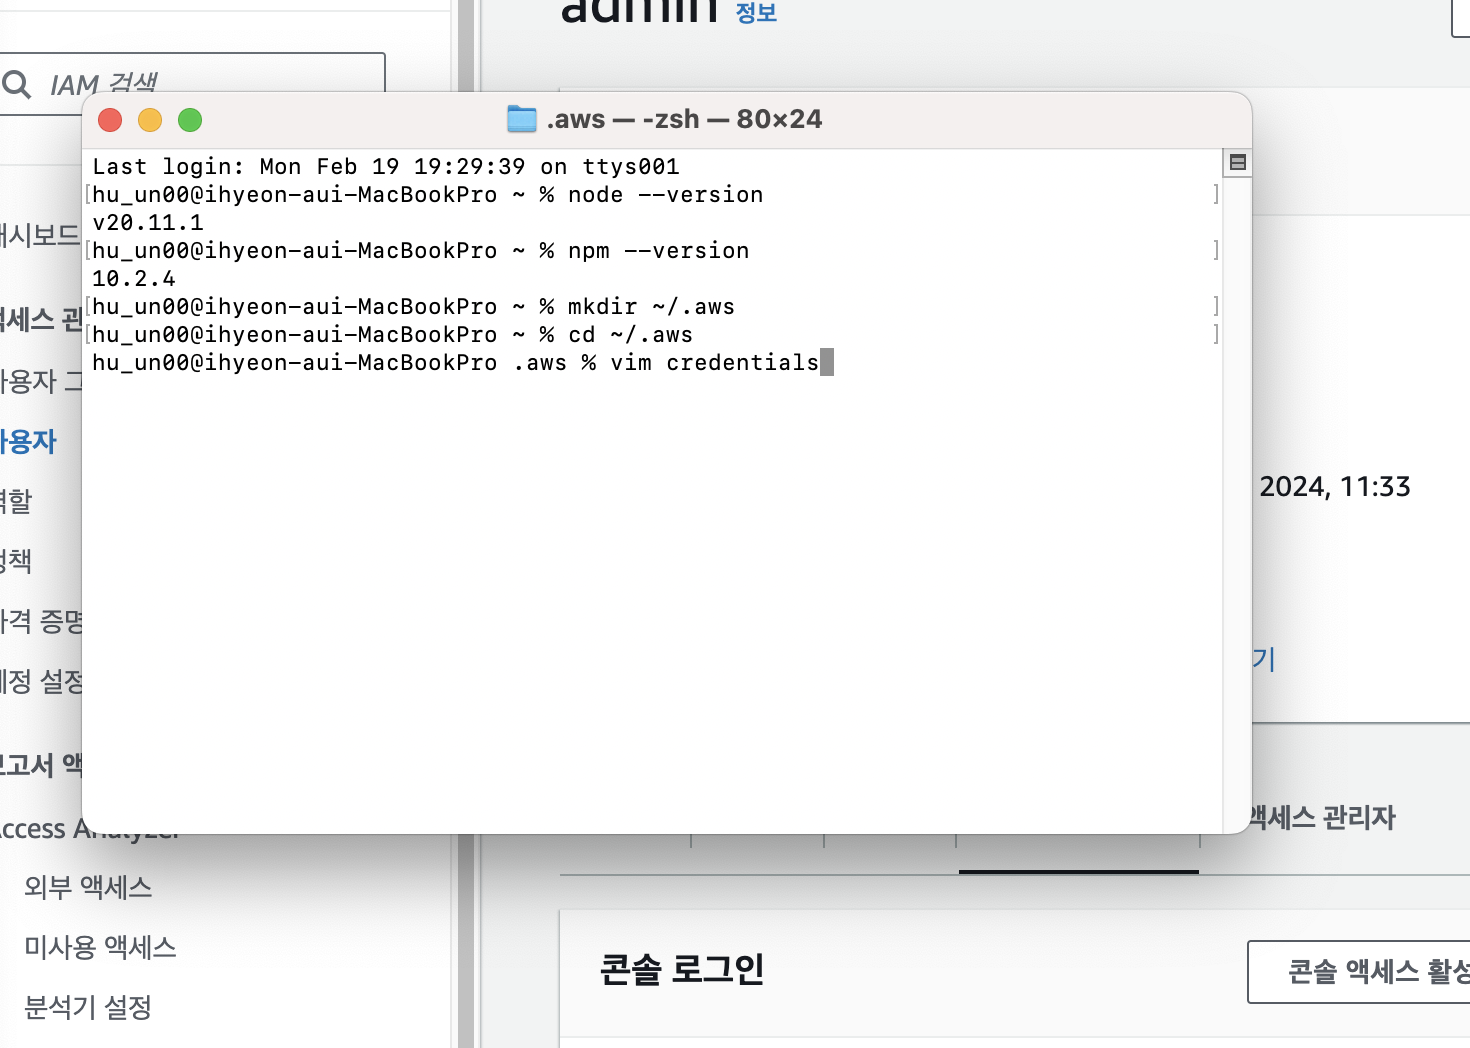 admin 정보
IAM 검색
.aws — -zsh — 80×24
Last login: Mon Feb 19 19:29:39 on ttys001
[hu_un00@ihyeon-aui-MacBookPro ~ % node --version ]
v20.11.1
[hu_un00@ihyeon-aui-MacBookPro ~ % npm --version ]
10.2.4
[hu_un00@ihyeon-aui-MacBookPro ~ % mkdir ~/.aws ]
[hu_un00@ihyeon-aui-MacBookPro ~ % cd ~/.aws ]
hu_un00@ihyeon-aui-MacBookPro .aws % vim credentials
대시보드
액세스 관
사용자 그
사용자
역할
정책
2024, 11:33
자격 증명
계정 설정
기
보고서 액
액세스 관리자
Access Analyzer
외부 액세스
미사용 액세스
분석기 설정
콘솔 로그인
콘솔 액세스 활성